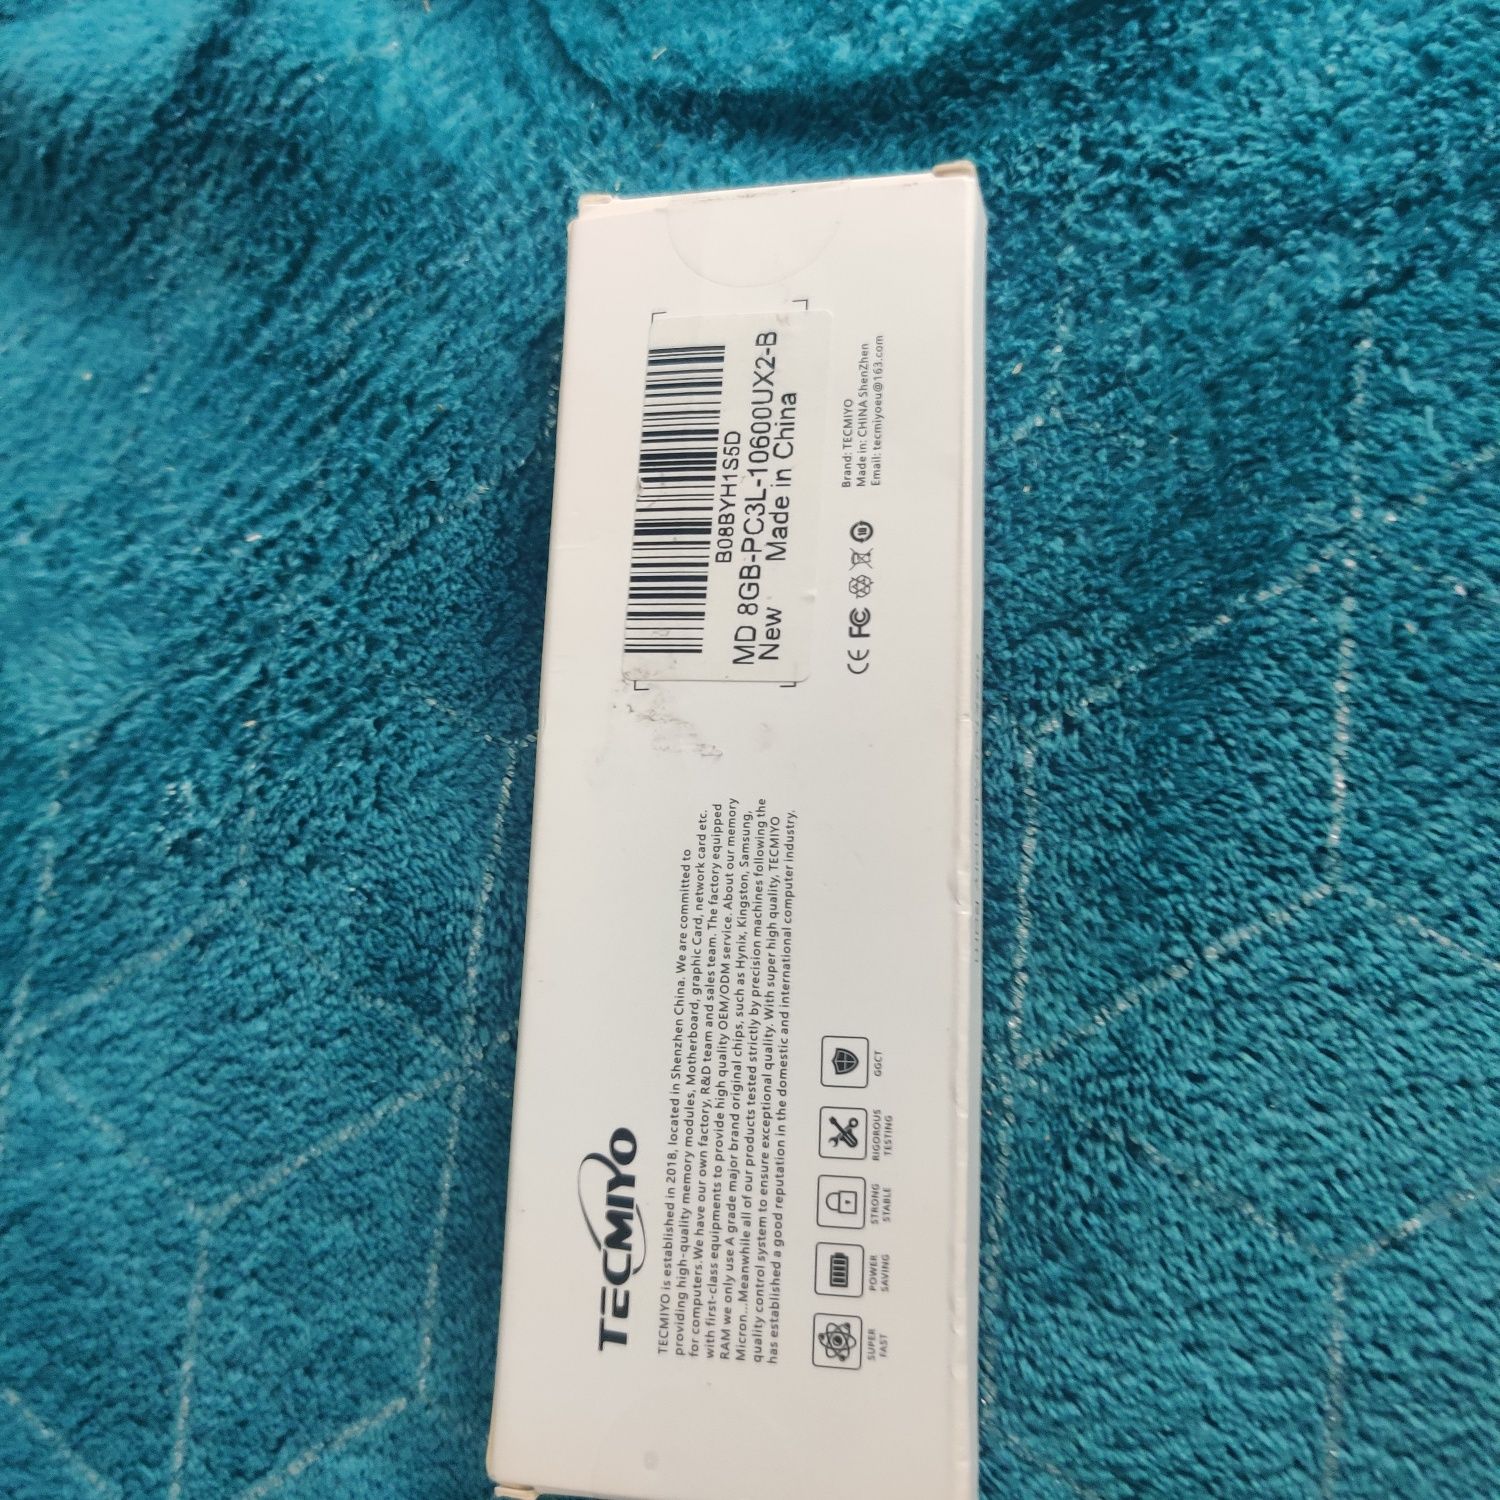 TECMIYO
TECMIYO is established in 2018, located in Shenzhen China. We are committed to
providing high-quality memory modules, Motherboard, graphic Card, network card etc.
for computers. We have our own factory, R&D team and sales team. The factory equipped
with first-class equipments to provide high quality OEM/ODM service. About our memory
RAM we only use A grade major brand original chips, such as Hynix, Kingston, Samsung,
Micron...Meanwhile all of our products tested strictly by precision machines following the
quality control system to ensure exceptional quality. With super high quality, TECMIYO
has established a good reputation in the domestic and international computer industry.
SUPER
FAST
POWER
SAVING
STRONG
STABLE
RIGOROUS
TESTING
GGCT
B08BYH1S5D
MD 8GB-PC3L-10600UX2-B
New Made in China
CE FC
Brand: TECMIYO
Made in: CHINA ShenZhen
Email: tecmiyoeu@163.com